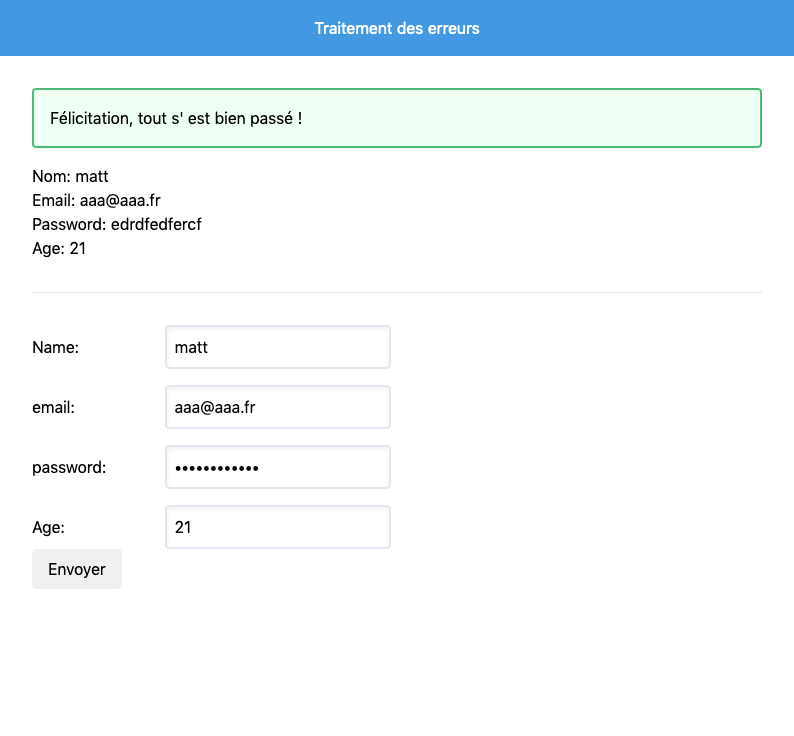 Traitement des erreurs
Félicitation, tout s' est bien passé !
Nom: matt
Email: aaa@aaa.fr
Password: edrdfedfercf
Age: 21
Name: matt
email: aaa@aaa.fr
password: ••••••••••••
Age: 21
Envoyer